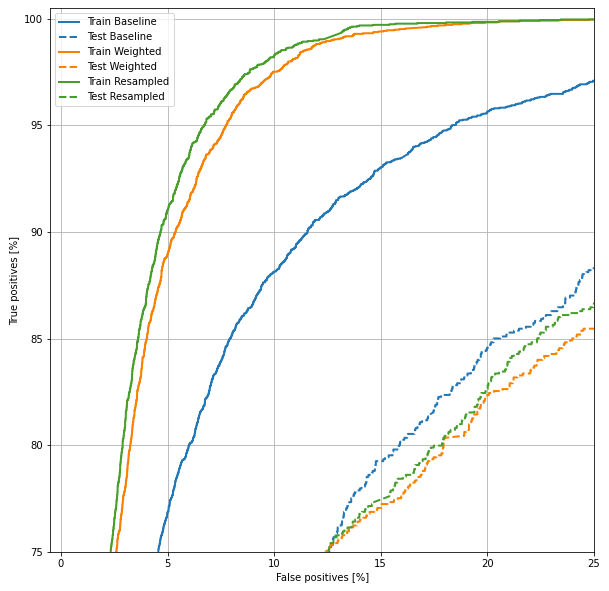 100
95
90
85
80
75
True positives [%]
Train Baseline
Test Baseline
Train Weighted
Test Weighted
Train Resampled
Test Resampled
0
5
10
15
20
25
False positives [%]